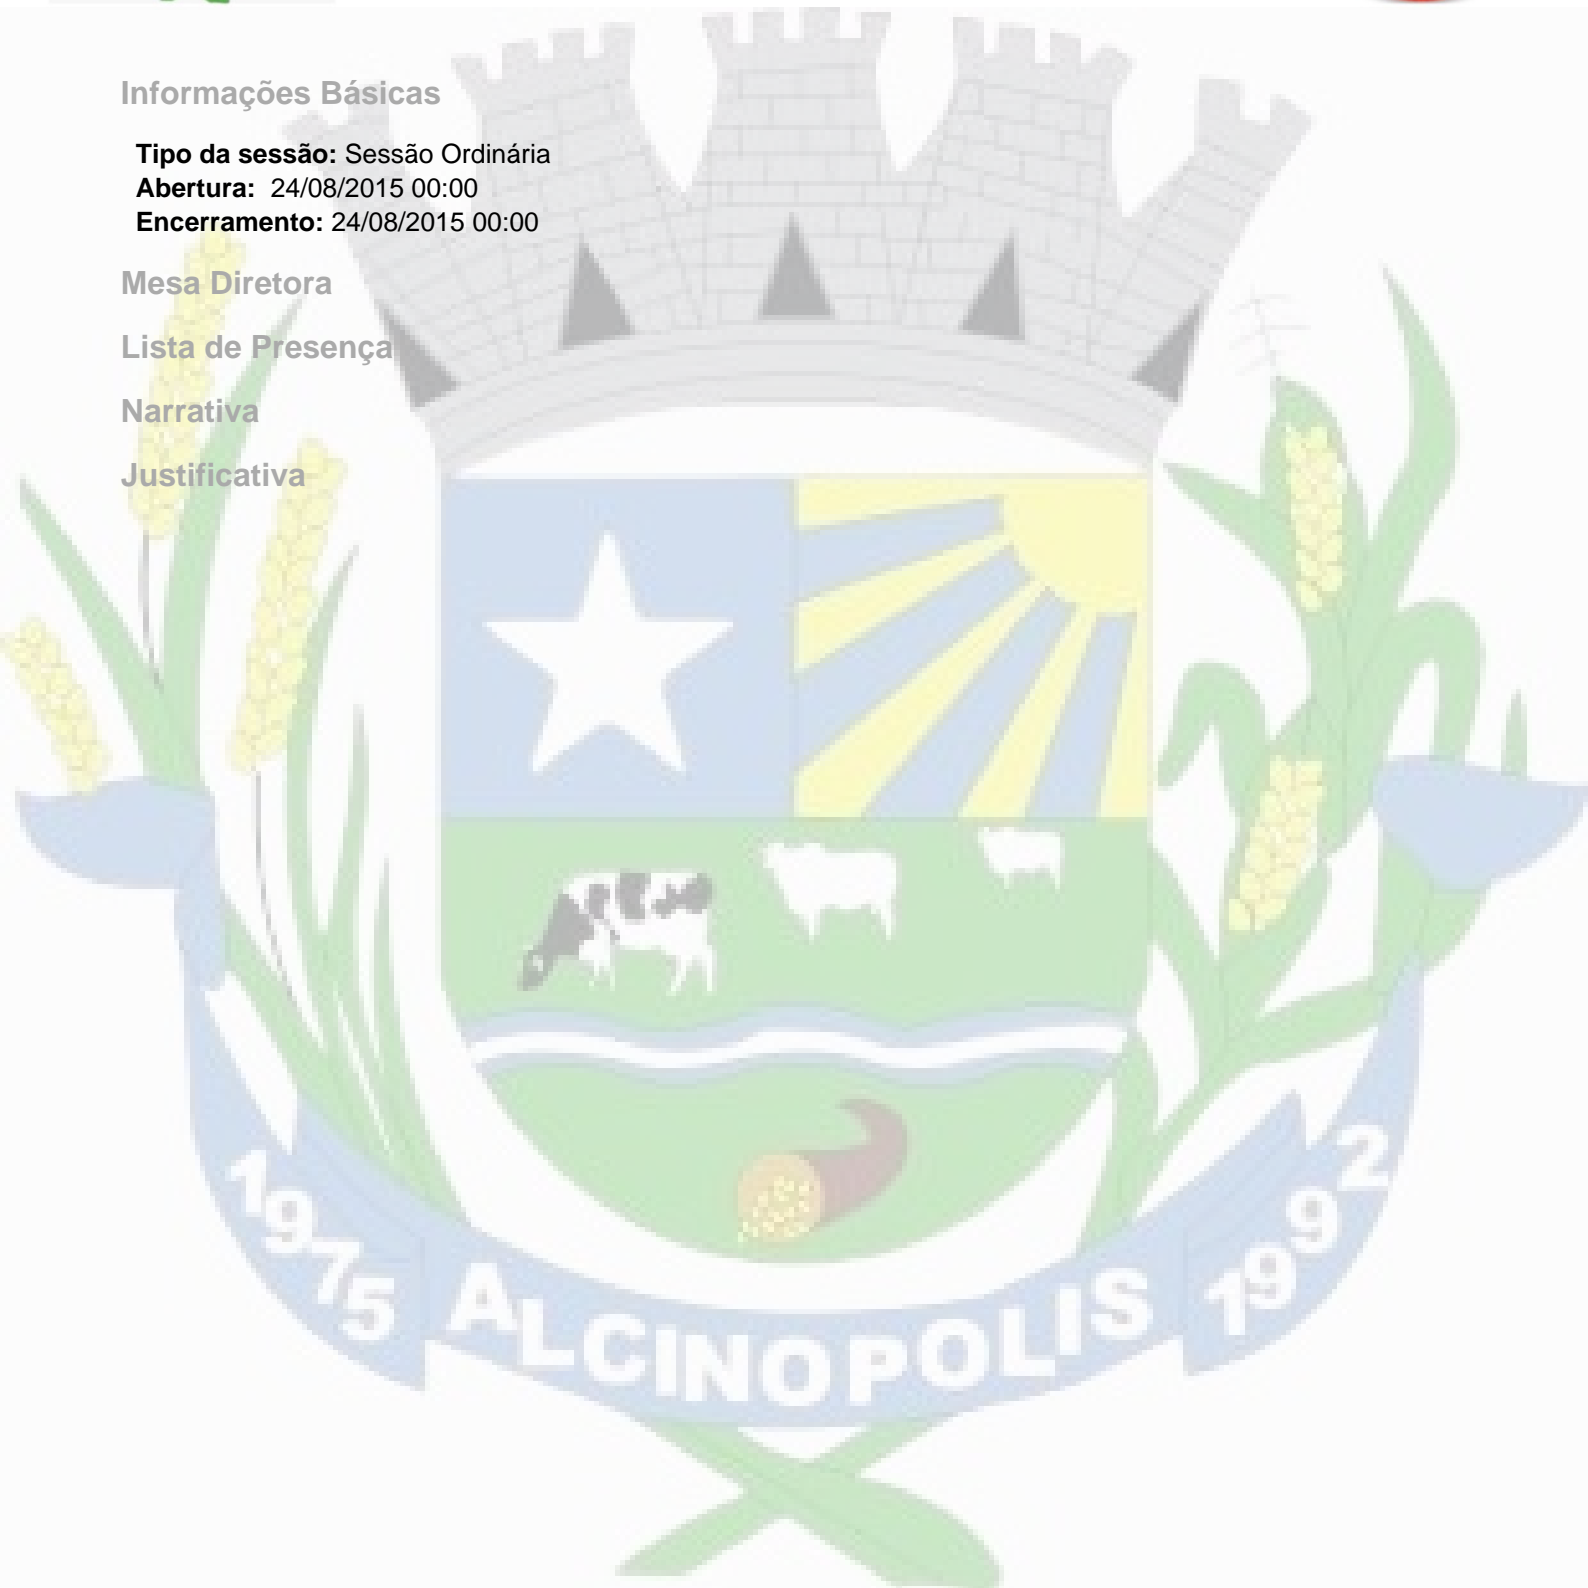 Informações Básicas
Tipo da sessão: Sessão Ordinária
Abertura: 24/08/2015 00:00
Encerramento: 24/08/2015 00:00
Mesa Diretora
Lista de Presença
Narrativa
Justificativa
1975 ALCINOPOLIS 1992